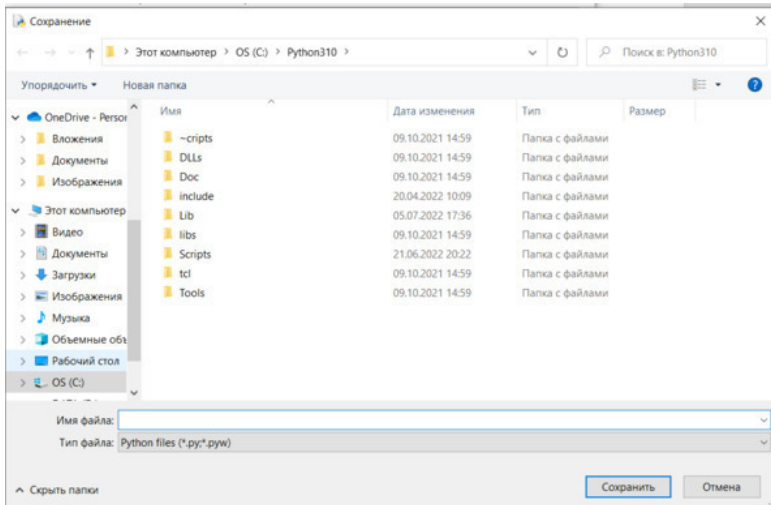 Сохранение
Этот компьютер > OS (C:) > Python310 >
Поиск в: Python310
Упорядочить
Новая папка
Имя Дата изменения Тип Размер
OneDrive - Person
Вложения
Документы
Изображения
Этот компьютер
Видео
Документы
Загрузки
Изображения
Музыка
Объемные объ
Рабочий стол
OS (C:)
~cripts 09.10.2021 14:59 Папка с файлами
DLLs 09.10.2021 14:59 Папка с файлами
Doc 09.10.2021 14:59 Папка с файлами
include 20.04.2022 10:09 Папка с файлами
Lib 05.07.2022 17:36 Папка с файлами
libs 09.10.2021 14:59 Папка с файлами
Scripts 21.06.2022 20:22 Папка с файлами
tcl 09.10.2021 14:59 Папка с файлами
Tools 09.10.2021 14:59 Папка с файлами
Имя файла:
Тип файла: Python files (*.py;*.pyw)
Скрыть папки
Сохранить
Отмена